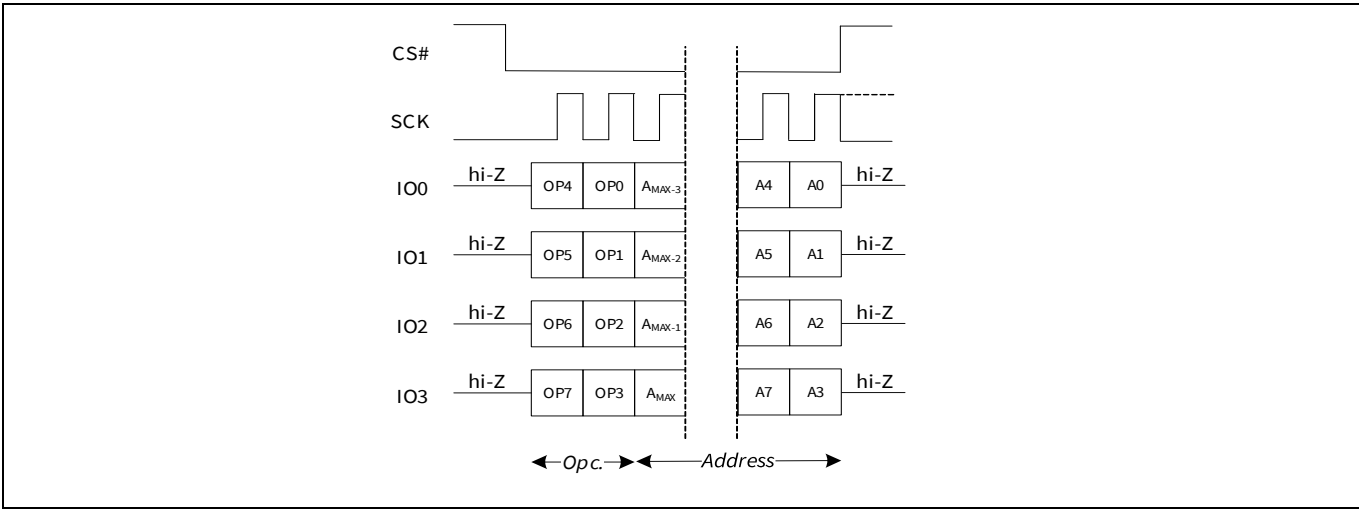 CS#
SCK
IO0 hi-Z OP4 OP0 AMAX-3 A4 A0 hi-Z
IO1 hi-Z OP5 OP1 AMAX-2 A5 A1 hi-Z
IO2 hi-Z OP6 OP2 AMAX-1 A6 A2 hi-Z
IO3 hi-Z OP7 OP3 AMAX A7 A3 hi-Z
Opc. Address